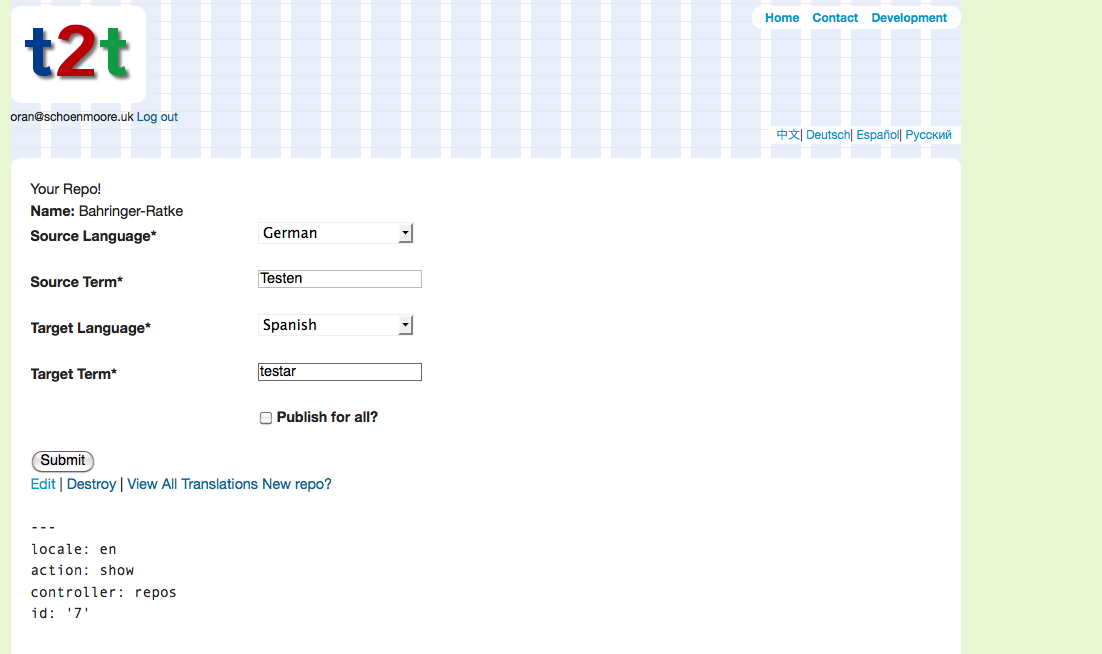 t2t
Home Contact Development
oran@schoenmoore.uk Log out
中文| Deutsch| Español| Русский
Your Repo!
Name: Bahringer-Ratke
Source Language* German
Source Term* Testen
Target Language* Spanish
Target Term* testar
Publish for all?
Submit
Edit | Destroy | View All Translations New repo?
---
locale: en
action: show
controller: repos
id: '7'